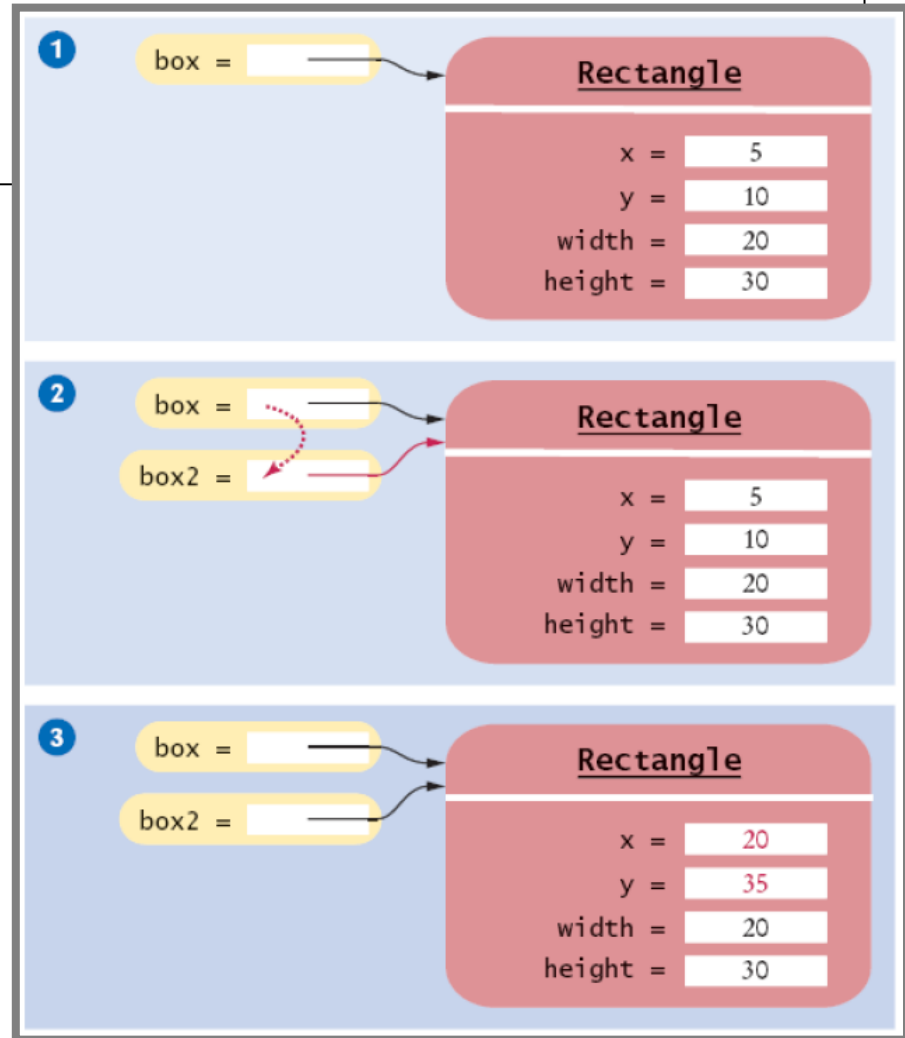 1
box =
Rectangle
x = 5
y = 10
width = 20
height = 30
2
box =
box2 =
Rectangle
x = 5
y = 10
width = 20
height = 30
3
box =
box2 =
Rectangle
x = 20
y = 35
width = 20
height = 30